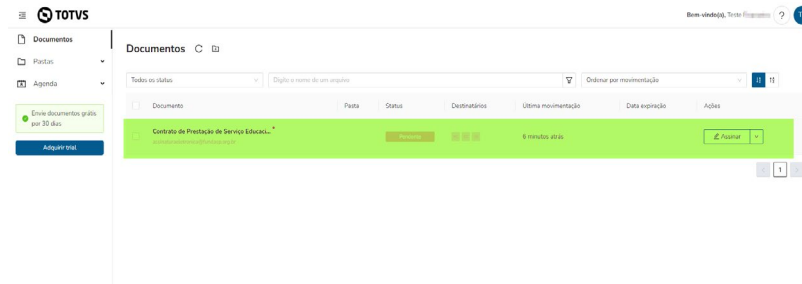 TOTVS
Bem-vindo(a), Teste
?
T
Documentos
Pastas
Agenda
Envie documentos grátis
por 30 dias
Adquirir trial
Documentos
Todos os status
Digite o nome de um arquivo
Ordenar por movimentação
Documento Pasta Status Destinatários Última movimentação Data expiração Ações
Contrato de Prestação de Serviço Educaci... *
Pendente
6 minutos atrás
Assinar
1